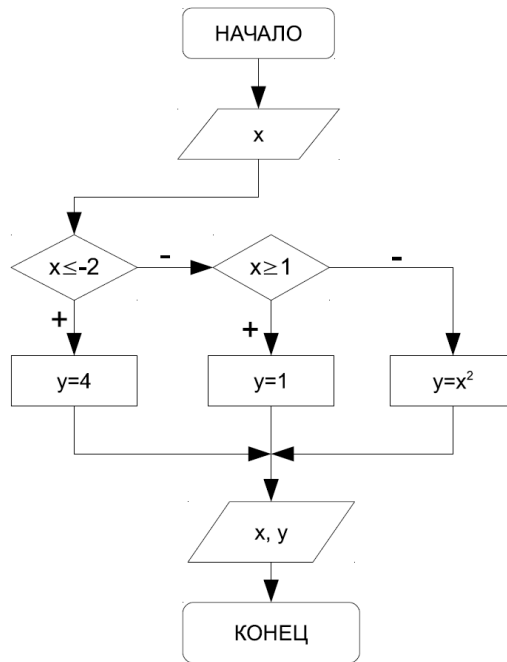 НАЧАЛО
x
x≤-2
-
x≥1
-
+
+
y=4
y=1
y=x²
x, y
КОНЕЦ